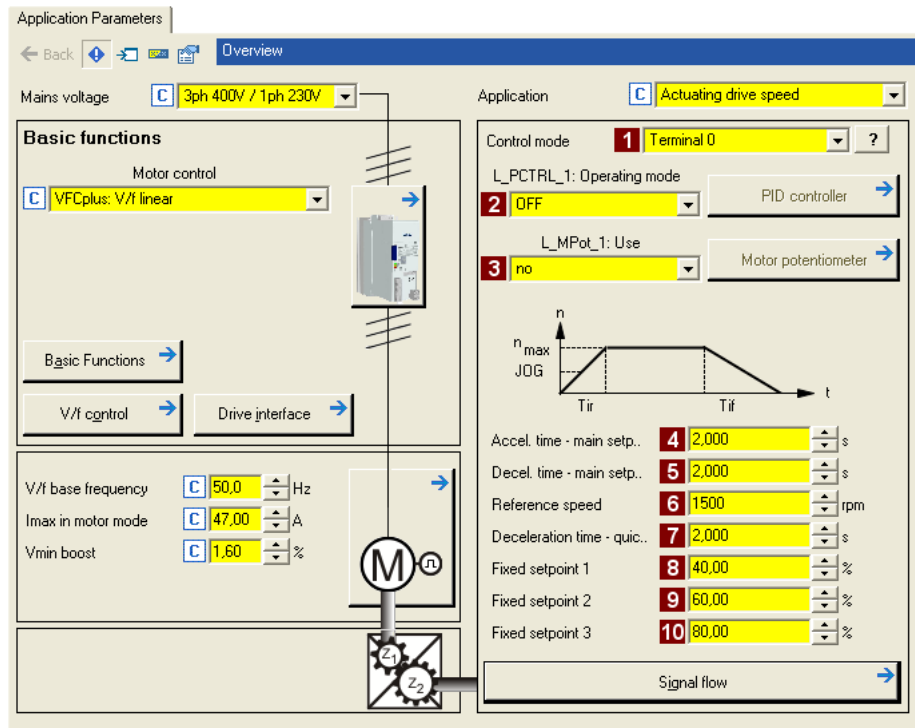 Application Parameters
Back
Overview
Mains voltage C 3ph 400V / 1ph 230V
Application C Actuating drive speed
Basic functions
Motor control
C VFCplus: V/f linear
Basic Functions
V/f control Drive interface
V/f base frequency C 50,0 Hz
Imax in motor mode C 47,00 A
Vmin boost C 1,60 %
M
Z1
Z2
Control mode 1 Terminal 0 ?
L_PCTRL_1: Operating mode
2 OFF PID controller
L_MPot_1: Use
3 no Motor potentiometer
n
n max
JOG
t
Tir Tif
Accel. time - main setp.. 4 2,000 s
Decel. time - main setp.. 5 2,000 s
Reference speed 6 1500 rpm
Deceleration time - quic.. 7 2,000 s
Fixed setpoint 1 8 40,00 %
Fixed setpoint 2 9 60,00 %
Fixed setpoint 3 10 80,00 %
Signal flow